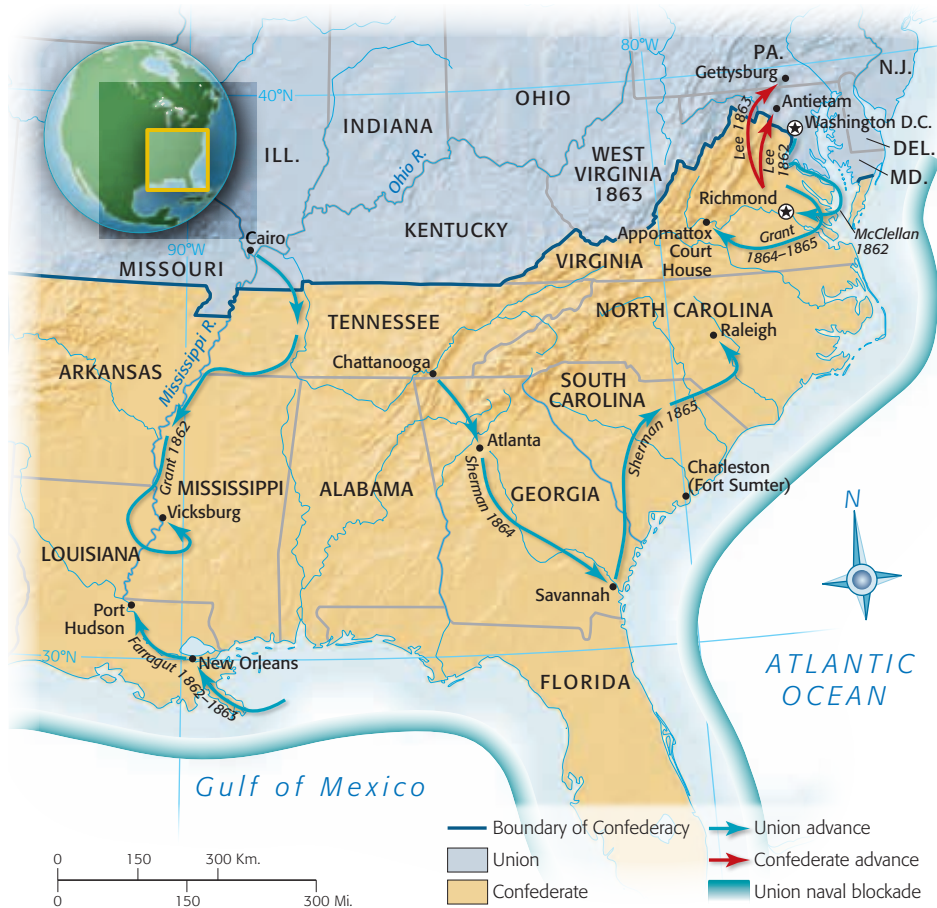 80°W
PA.
Gettysburg
N.J.
40°N
OHIO
Antietam
INDIANA
Lee 1863
Washington D.C.
ILL.
Lee
1862
DEL.
WEST
VIRGINIA
1863
MD.
Ohio R.
Richmond
KENTUCKY
90°W
Cairo
Appomattox
Court
House
Grant
1864–1865
McClellan
1862
MISSOURI
VIRGINIA
NORTH CAROLINA
TENNESSEE
Raleigh
Mississippi R.
Chattanooga
ARKANSAS
SOUTH
CAROLINA
Sherman 1865
Grant 1862
Atlanta
Charleston
(Fort Sumter)
MISSISSIPPI
ALABAMA
Sherman 1864
GEORGIA
N
Vicksburg
LOUISIANA
Savannah
Port
Hudson
30°N
Farragut 1862–1863
New Orleans
FLORIDA
ATLANTIC
OCEAN
Gulf of Mexico
Boundary of Confederacy
Union advance
Union
Confederate advance
Confederate
Union naval blockade
0 150 300 Km.
0 150 300 Mi.